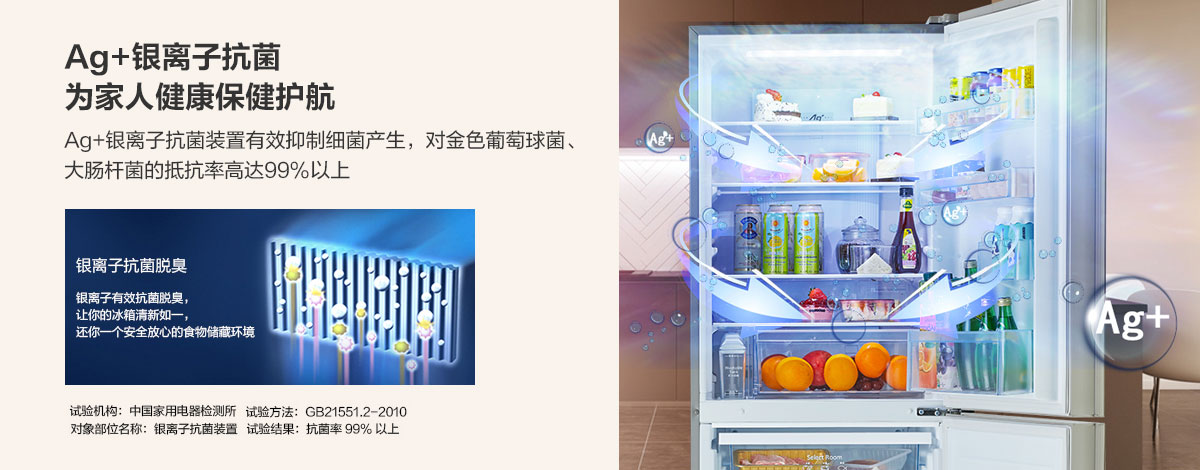 Ag+银离子抗菌
为家人健康保健护航
Ag+银离子抗菌装置有效抑制细菌产生，对金色葡萄球菌、
大肠杆菌的抵抗率高达99%以上
银离子抗菌脱臭
银离子有效抗菌脱臭，
让你的冰箱清新如一，
还你一个安全放心的食物储藏环境
试验机构：中国家用电器检测所 试验方法：GB21551.2-2010
对象部位名称：银离子抗菌装置 试验结果：抗菌率 99% 以上
Ag+
Ag+
Ag+
Ag+
Select Room